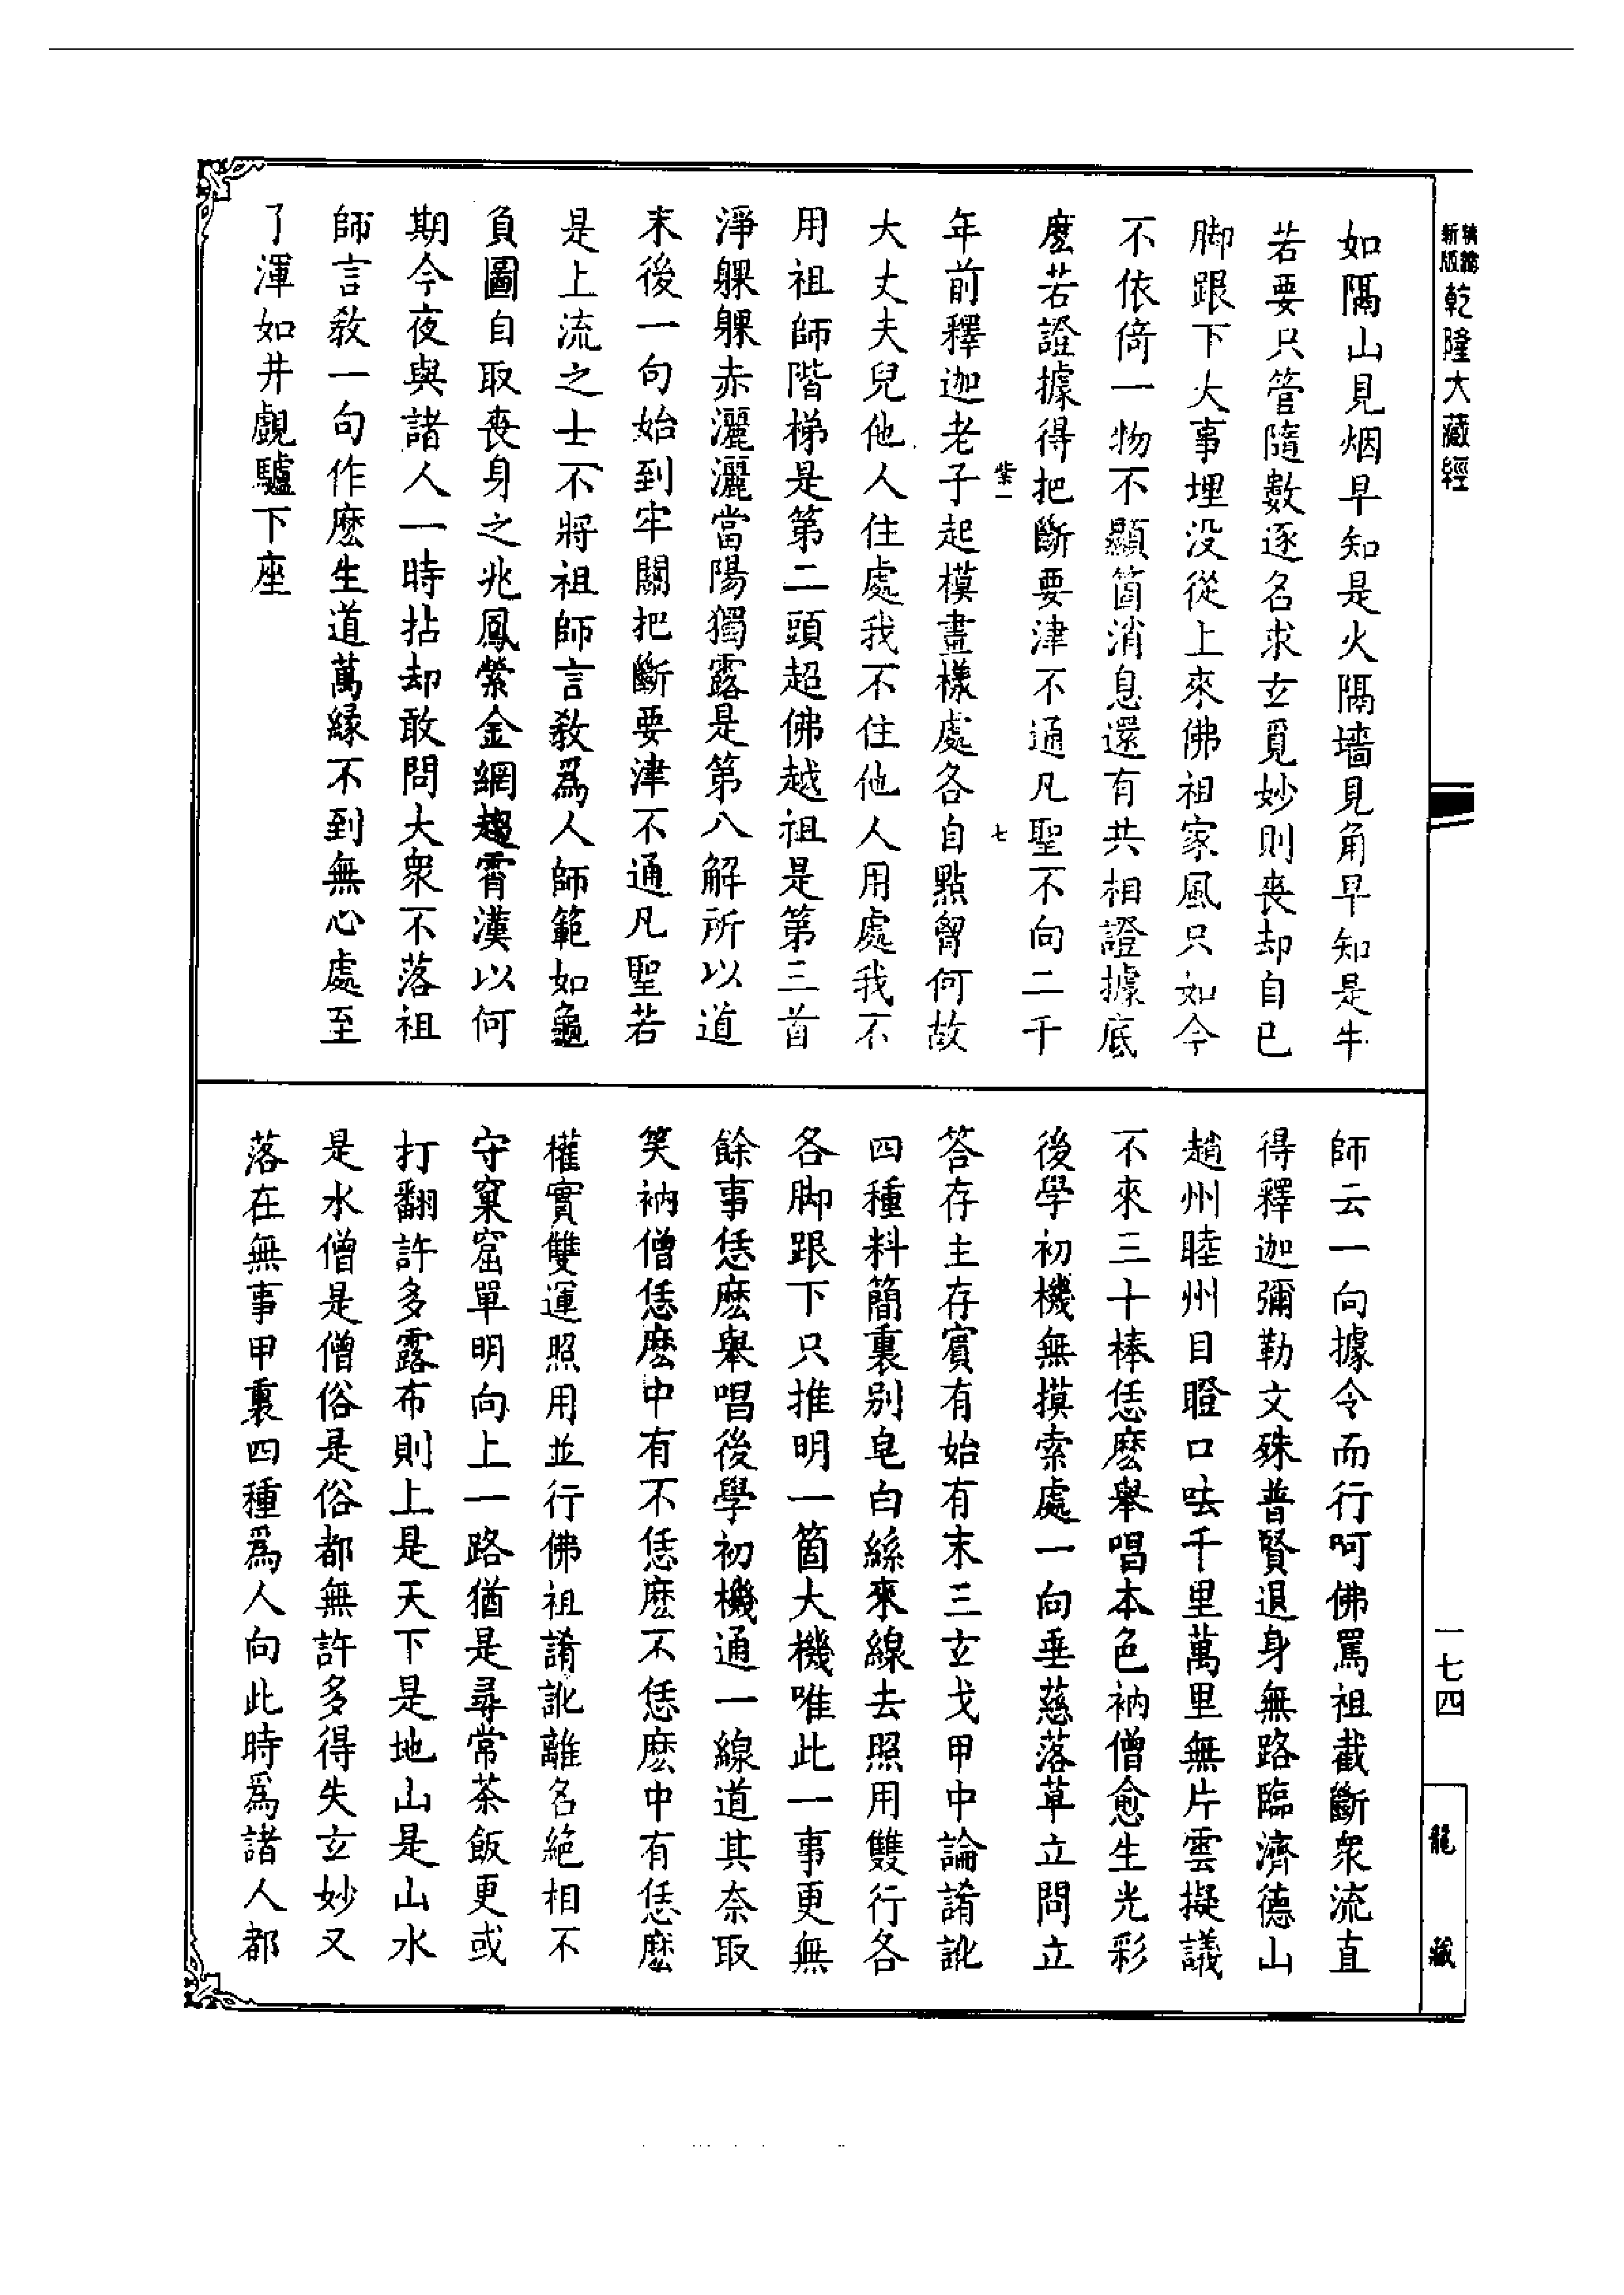 精縮
新版
乾隆大藏經
如隔山見烟早知是火隔墻見角早知是牛
若要只管隨數逐名求玄覓妙則喪却自已
脚跟下大事埋没從上來佛祖家風只如今
不依倚一物不顯箇消息還有共相證據底
麽若證據得把斷要津不通凡聖不向二千
紫一
七
年前釋迦老子起模畫樣處各自點胷何故
大丈夫兒他人住處我不住他人用處我不
用祖師階梯是第二頭超佛越祖是第三首
淨躶躶赤灑灑當陽獨露是第八解所以道
末後一句始到牢關把斷要津不通凡聖若
是上流之士不將祖師言教爲人師範如龜
負圖自取喪身之兆鳳縈金網趨霄漢以何
期今夜與諸人一時拈却敢問大衆不落祖
師言教一句作麽生道萬縁不到無心處至
了渾如井覷驢下座
師云一向據令而行呵佛罵祖截斷衆流直
得釋迦彌勒文殊普賢退身無路臨濟德山
趙州睦州目瞪口呿千里萬里無片雲擬議
不來三十棒恁麽舉唱本色衲僧愈生光彩
後學初機無摸索處一向垂慈落草立問立
答存主存賓有始有末三玄戈甲中論誵訛
四種料簡裏别皂白絲來線去照用雙行各
各脚跟下只推明一箇大機唯此一事更無
餘事恁麽舉唱後學初機通一線道其奈取
笑衲僧恁麽中有不恁麽不恁麽中有恁麽
權實雙運照用並行佛祖誵訛離名絶相不
守窠窟單明向上一路猶是尋常茶飯更或
打翻許多露布則上是天下是地山是山水
是水僧是僧俗是俗都無許多得失玄妙又
落在無事甲裏四種爲人向此時爲諸人都
一七四
龍藏